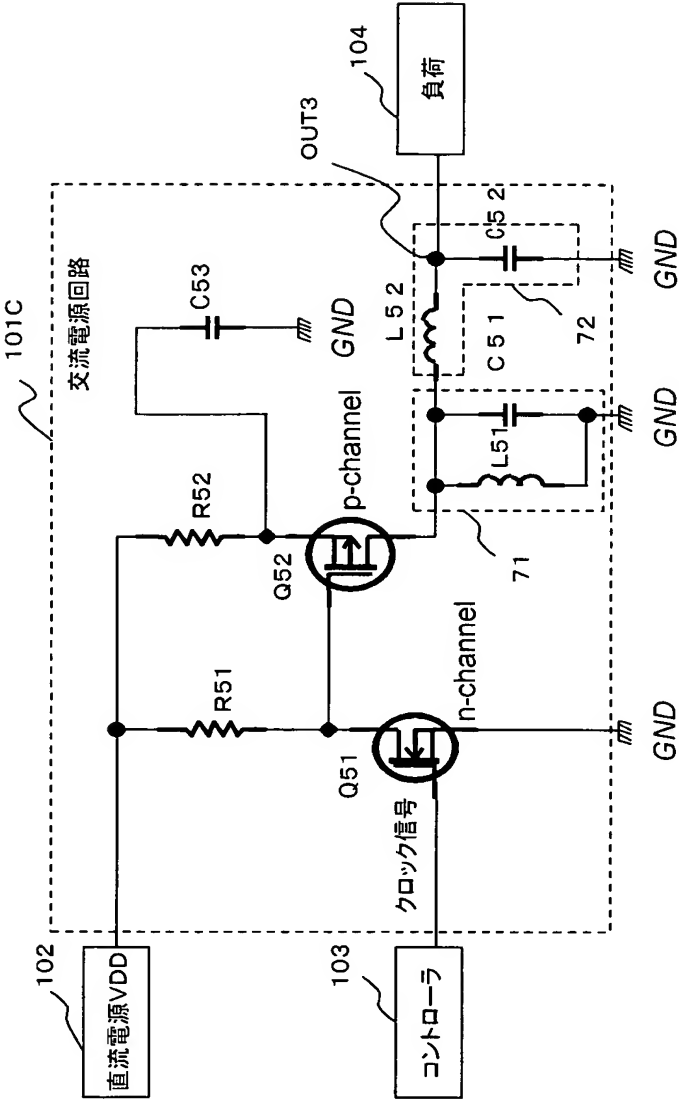 101C
102
直流電源VDD
交流電源回路
R51
R52
C53
GND
Q52
p-channel
Q51
n-channel
クロック信号
103
コントローラ
GND
71
L51
C51
GND
L52
72
C52
GND
OUT3
104
負荷